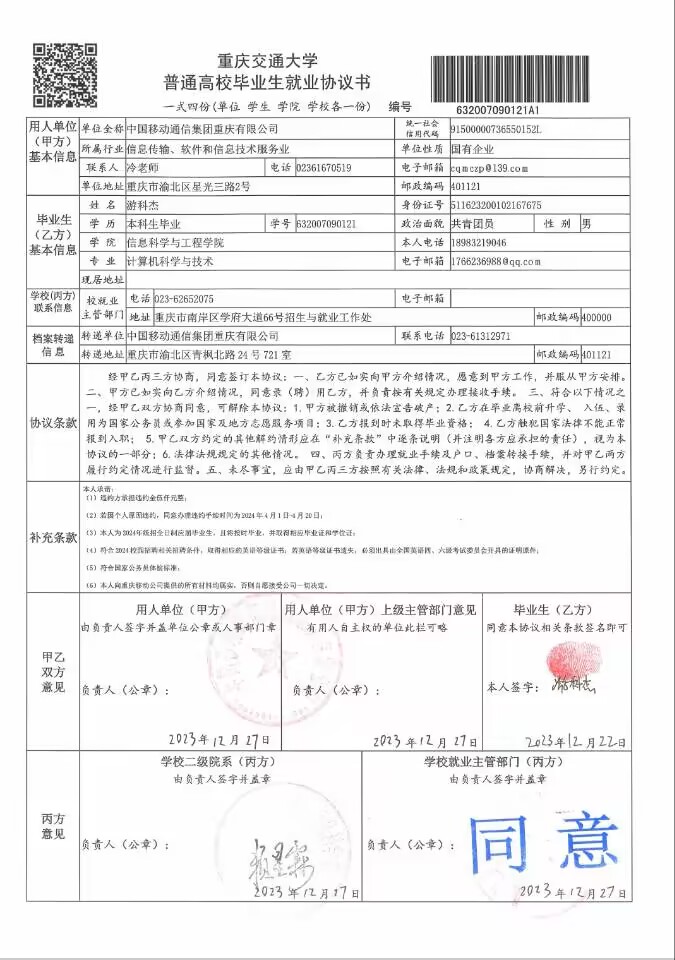 重庆交通大学
普通高校毕业生就业协议书
一式四份(单位 学生 学院 学校各一份) 编号
632007090121A1
用人单位（甲方）基本信息
单位名称 中国移动通信集团重庆有限公司 统一社会信用代码 91500000736550152L
所属行业 信息传输、软件和信息技术服务业 单位性质 国有企业
联系人 冷老师 电话 02361670519 电子邮箱 cqmczp@139.com
单位地址 重庆市渝北区星光三路2号 邮政编码 401121
毕业生（乙方）基本信息
姓名 游科杰 身份证号 511623200102167675
学历 本科生毕业 学号 632007090121 政治面貌 共青团员 性别 男
学院 信息科学与工程学院 本人电话 18983219046
专业 计算机科学与技术 电子邮箱 1766236988@qq.com
现居地址
学校(丙方)联系信息
校就业主管部门 电话 023-62652075 电子邮箱
地址 重庆市南岸区学府大道66号招生与就业工作处 邮政编码 400000
档案转递信息
转递单位 中国移动通信集团重庆有限公司 联系电话 023-61312971
转递地址 重庆市渝北区青枫北路24号721室 邮政编码 401121
协议条款
经甲乙丙三方协商，同意签订本协议：一、乙方已如实向甲方介绍情况，愿意到甲方工作，并服从甲方安排。
二、甲方已如实向乙方介绍情况，同意录（聘）用乙方，并负责按有关规定办理接收手续。 三、符合以下情况之
一，经甲乙双方协商同意，可解除本协议：1.甲方被撤销或依法宣告破产；2.乙方在毕业离校前升学、 入伍、录
用为国家公务员或参加国家及地方志愿服务项目；3.乙方报到时未取得毕业资格； 4.乙方触犯国家法律不能正常
报到入职； 5.甲乙双方约定的其他解约情形应在“补充条款”中逐条说明（并注明各方应承担的责任），视为本
协议的一部分；6.法律法规规定的其他情况。 四、丙方负责办理就业手续及户口、档案转接手续，并对甲乙两方
履行约定情况进行监督。五、未尽事宜，应由甲乙丙三方按照有关法律、法规和政策规定，协商解决，另行约定。
补充条款
本人承诺：
（1）违约方承担违约金伍仟元整；
（2）若因个人原因违约，同意办理违约手续时间为2024年4月1日-4月20日；
（3）本人为2024年统招全日制应届毕业生，且将按时毕业，并取得相应毕业证和学位证；
（4）符合2024校园招聘相关招聘条件；取得相应的英语等级证书；若英语等级证书遗失，必须出具由全国英语四、六级考试委员会开具的证明原件；
（5）符合国家公务员体检标准；
（6）本人向重庆移动公司提供的所有材料均属实，否则自愿接受公司一切决定。
甲乙双方意见
用人单位（甲方） 用人单位（甲方）上级主管部门意见 毕业生（乙方）
由负责人签字并盖单位公章或人事部门章 有用人自主权的单位此栏可略 同意本协议相关条款签名即可
负责人（公章）： 负责人（公章）： 本人签字： 游科杰
2023年12月27日 2023年12月27日 2023年12月22日
丙方意见
学校二级院系（丙方） 学校就业主管部门（丙方）
由负责人签字并盖章 由负责人签字并盖章
负责人（公章）： 负责人（公章）： 同意
2023年12月17日 2023年12月27日